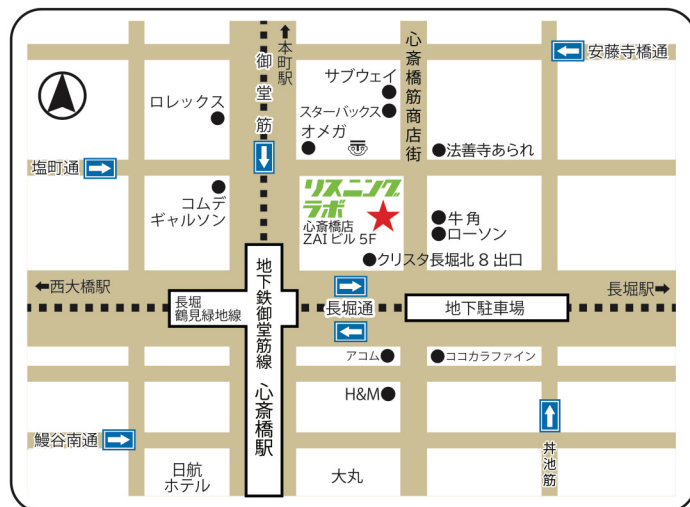 ↑本町駅
御堂筋
心斎橋筋商店街
安藤寺橋通
サブウェイ
ロレックス
スターバックス
オメガ
法善寺あられ
塩町通
コムデ
ギャルソン
リスニング
ラボ
心斎橋店
ZAIビル5F
牛角
ローソン
クリスタ長堀北8出口
←西大橋駅
長堀駅→
長堀
鶴見緑地線
地下鉄御堂筋線 心斎橋駅
長堀通
地下駐車場
アコム
ココカラファイン
H&M
鰻谷南通
丼池筋
日航
ホテル
大丸